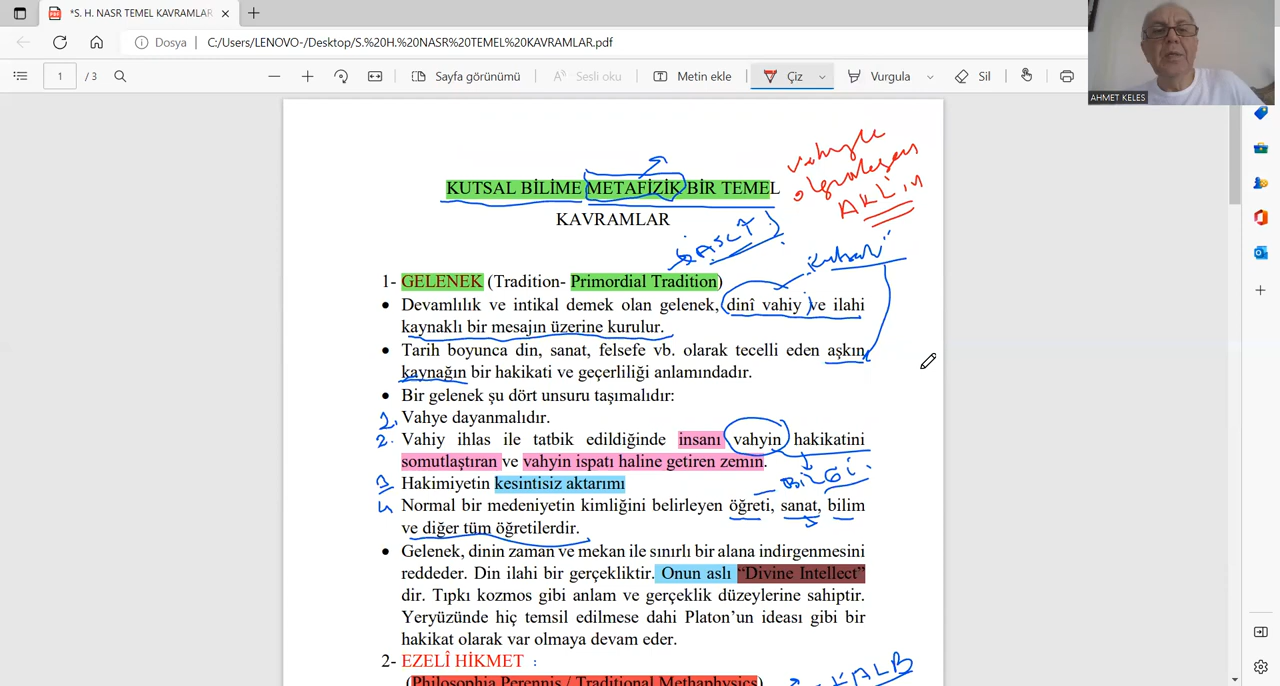 *S. H. NASR TEMEL KAVRAMLAR
Dosya C:/Users/LENOVO-/Desktop/S.%20H.%20NASR%20TEMEL%20KAVRAMLAR.pdf
1 / 3 Sayfa görünümü Sesli oku Metin ekle Çiz Vurgula Sil
AHMET KELES
Vahiyle
AKLIN
KUTSAL BİLİME METAFİZİK BİR TEMEL
KAVRAMLAR
"Kutsal"
1- GELENEK (Tradition- Primordial Tradition)
• Devamlılık ve intikal demek olan gelenek, dinî vahiy ve ilahi
kaynaklı bir mesajın üzerine kurulur.
• Tarih boyunca din, sanat, felsefe vb. olarak tecelli eden aşkın
kaynağın bir hakikati ve geçerliliği anlamındadır.
• Bir gelenek şu dört unsuru taşımalıdır:
Vahye dayanmalıdır.
2. Vahiy ihlas ile tatbik edildiğinde insanı vahyin hakikatini
somutlaştıran ve vahyin ispatı haline getiren zemin.
BİLGİ
3 Hakimiyetin kesintisiz aktarımı
4 Normal bir medeniyetin kimliğini belirleyen öğreti, sanat, bilim
ve diğer tüm öğretilerdir.
• Gelenek, dinin zaman ve mekan ile sınırlı bir alana indirgenmesini
reddeder. Din ilahi bir gerçekliktir. Onun aslı “Divine Intellect”
dir. Tıpkı kozmos gibi anlam ve gerçeklik düzeylerine sahiptir.
Yeryüzünde hiç temsil edilmese dahi Platon’un ideası gibi bir
hakikat olarak var olmaya devam eder.
2- EZELÎ HİKMET :
KALB
(Philosophia Perennis / Traditional Methaphysics)